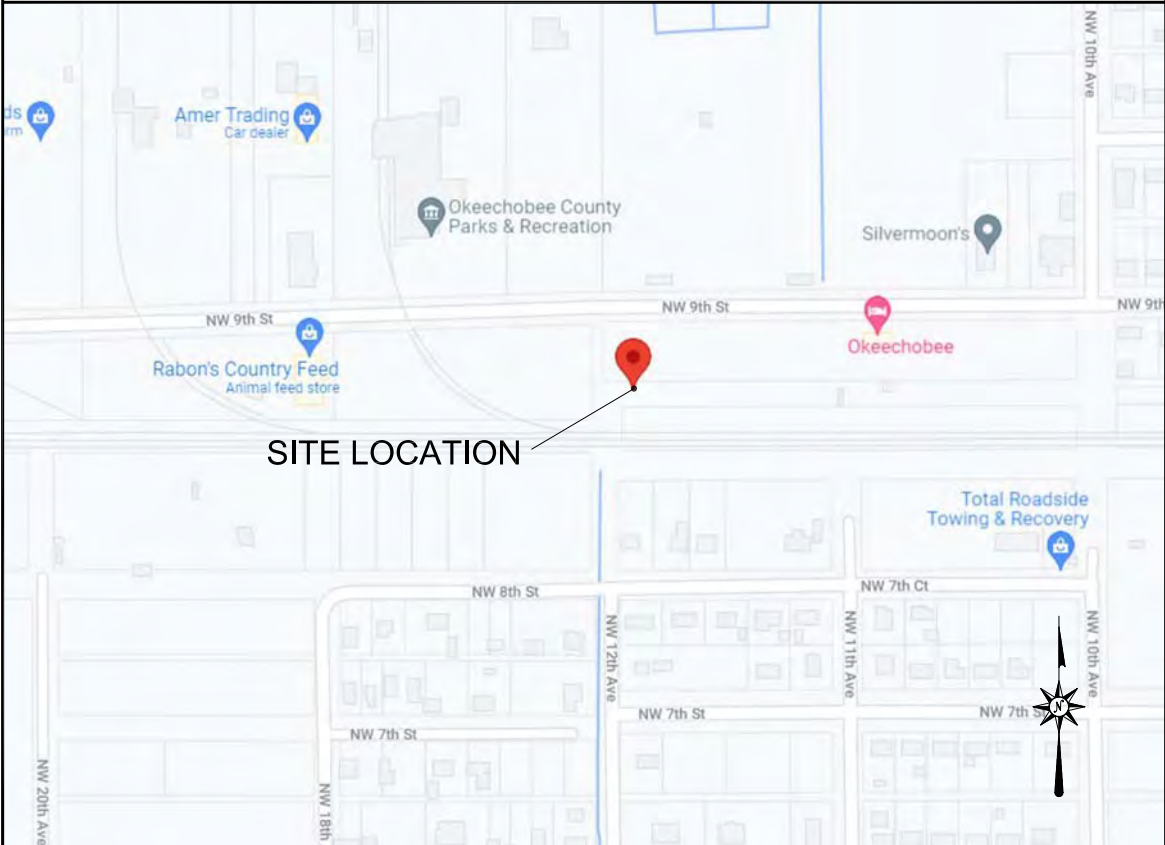 NW 10th Ave
ds
rm
Amer Trading
Car dealer
Okeechobee County
Parks & Recreation
Silvermoon's
NW 9th St
NW 9th St
NW 9th
Okeechobee
Rabon's Country Feed
Animal feed store
SITE LOCATION
Total Roadside
Towing & Recovery
NW 8th St
NW 7th Ct
NW 12th Ave
NW 11th Ave
NW 10th Ave
NW 7th St
NW 7th St
N
NW 7th St
NW 20th Ave
NW 18th